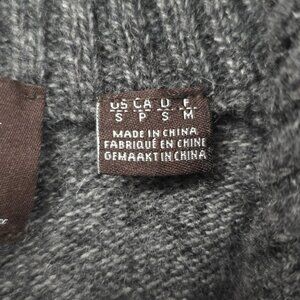 US CA D F
S P S M
MADE IN CHINA
FABRIQUÉ EN CHINE
GEMAAKT IN CHINA